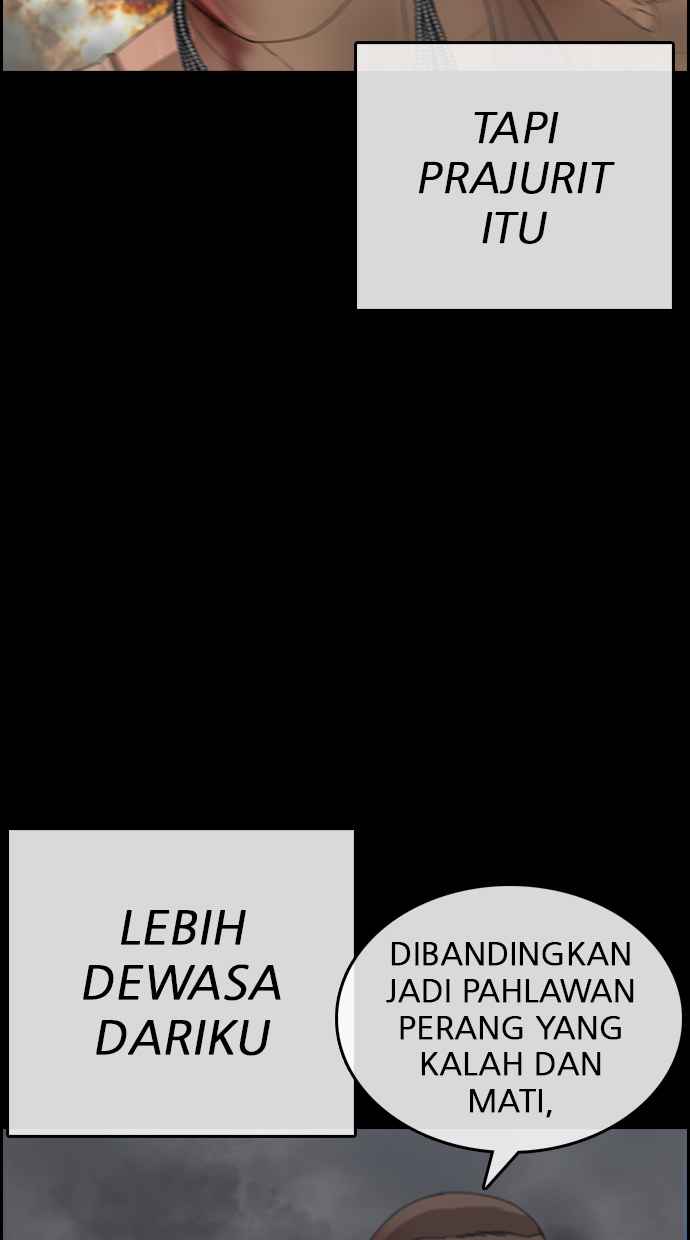 TAPI
PRAJURIT
ITU
LEBIH
DEWASA
DARIKU
DIBANDINGKAN
JADI PAHLAWAN
PERANG YANG
KALAH DAN
MATI,